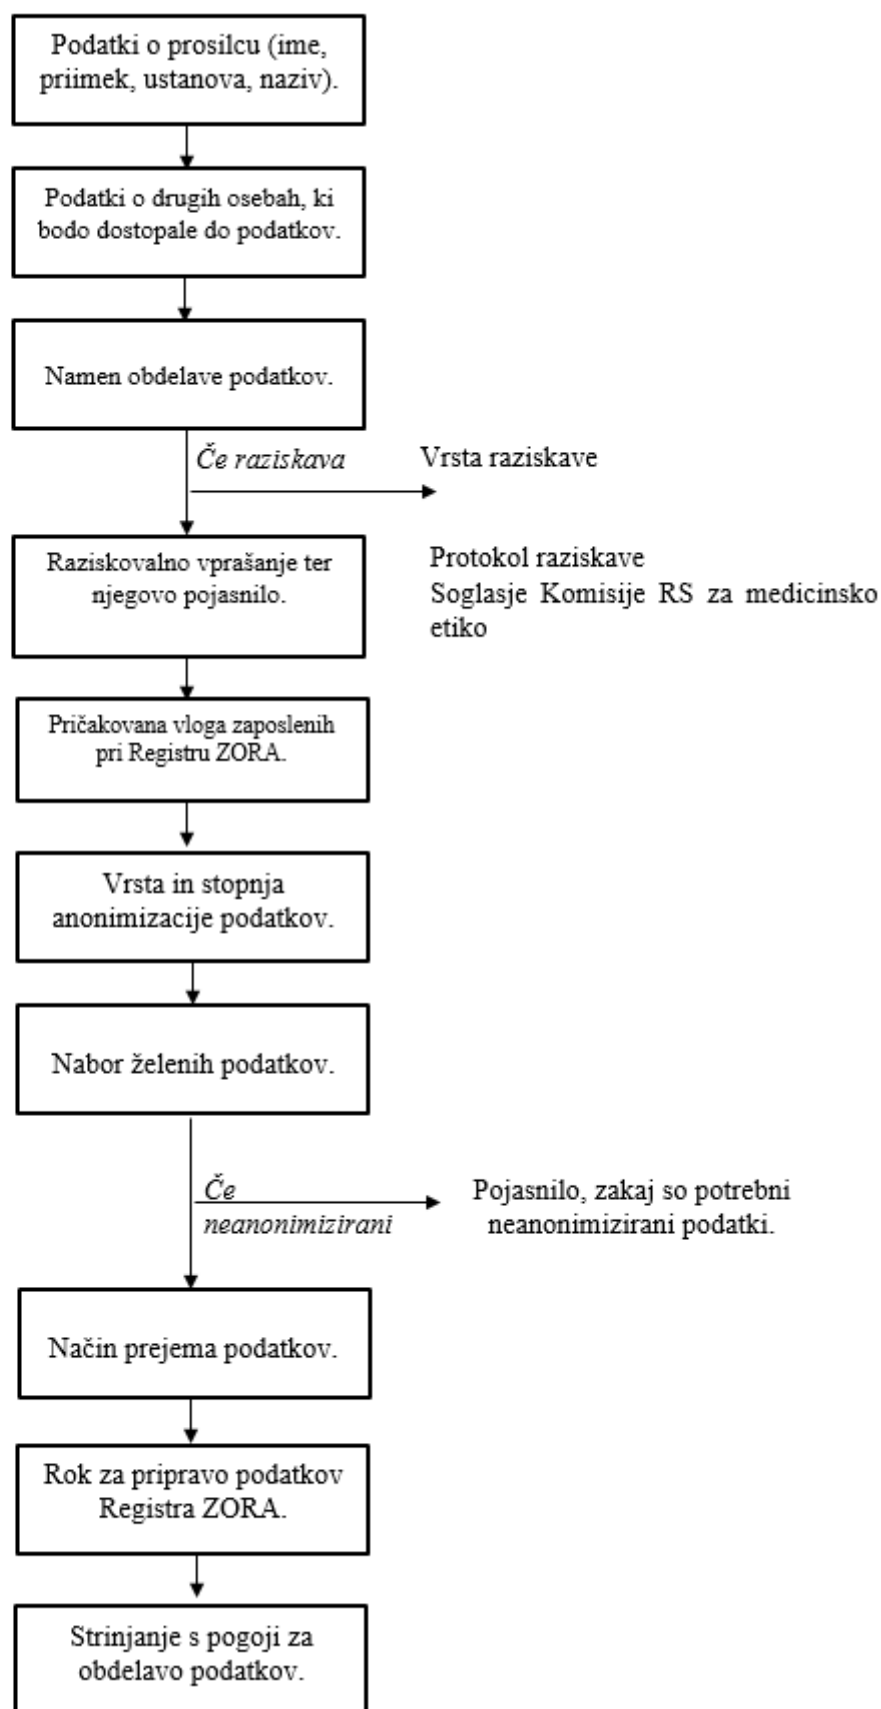 Podatki o prosilcu (ime,
priimek, ustanova, naziv).
Podatki o drugih osebah, ki
bodo dostopale do podatkov.
Namen obdelave podatkov.
Če raziskava
Vrsta raziskave
Raziskovalno vprašanje ter
njegovo pojasnilo.
Protokol raziskave
Soglasje Komisije RS za medicinsko
etiko
Pričakovana vloga zaposlenih
pri Registru ZORA.
Vrsta in stopnja
anonimizacije podatkov.
Nabor želenih podatkov.
Če
neanonimizirani
Pojasnilo, zakaj so potrebni
neanonimizirani podatki.
Način prejema podatkov.
Rok za pripravo podatkov
Registra ZORA.
Strinjanje s pogoji za
obdelavo podatkov.